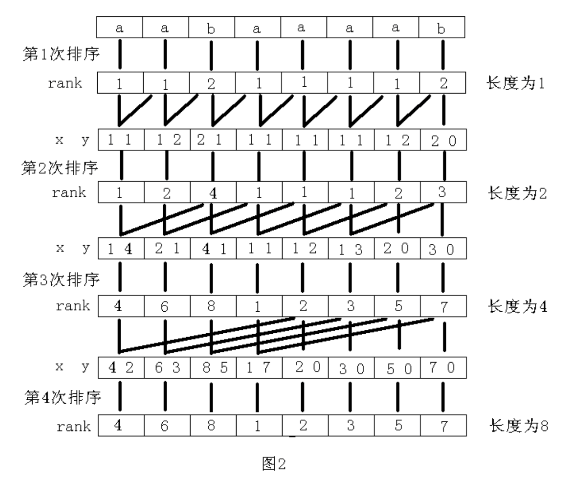 a a b a a a a b
第1次排序
rank 1 1 2 1 1 1 1 2 长度为1
x y 1 1 1 2 2 1 1 1 1 1 1 1 1 2 2 0
第2次排序
rank 1 2 4 1 1 1 2 3 长度为2
x y 1 4 2 1 4 1 1 1 1 2 1 3 2 0 3 0
第3次排序
rank 4 6 8 1 2 3 5 7 长度为4
x y 4 2 6 3 8 5 1 7 2 0 3 0 5 0 7 0
第4次排序
rank 4 6 8 1 2 3 5 7 长度为8
图2